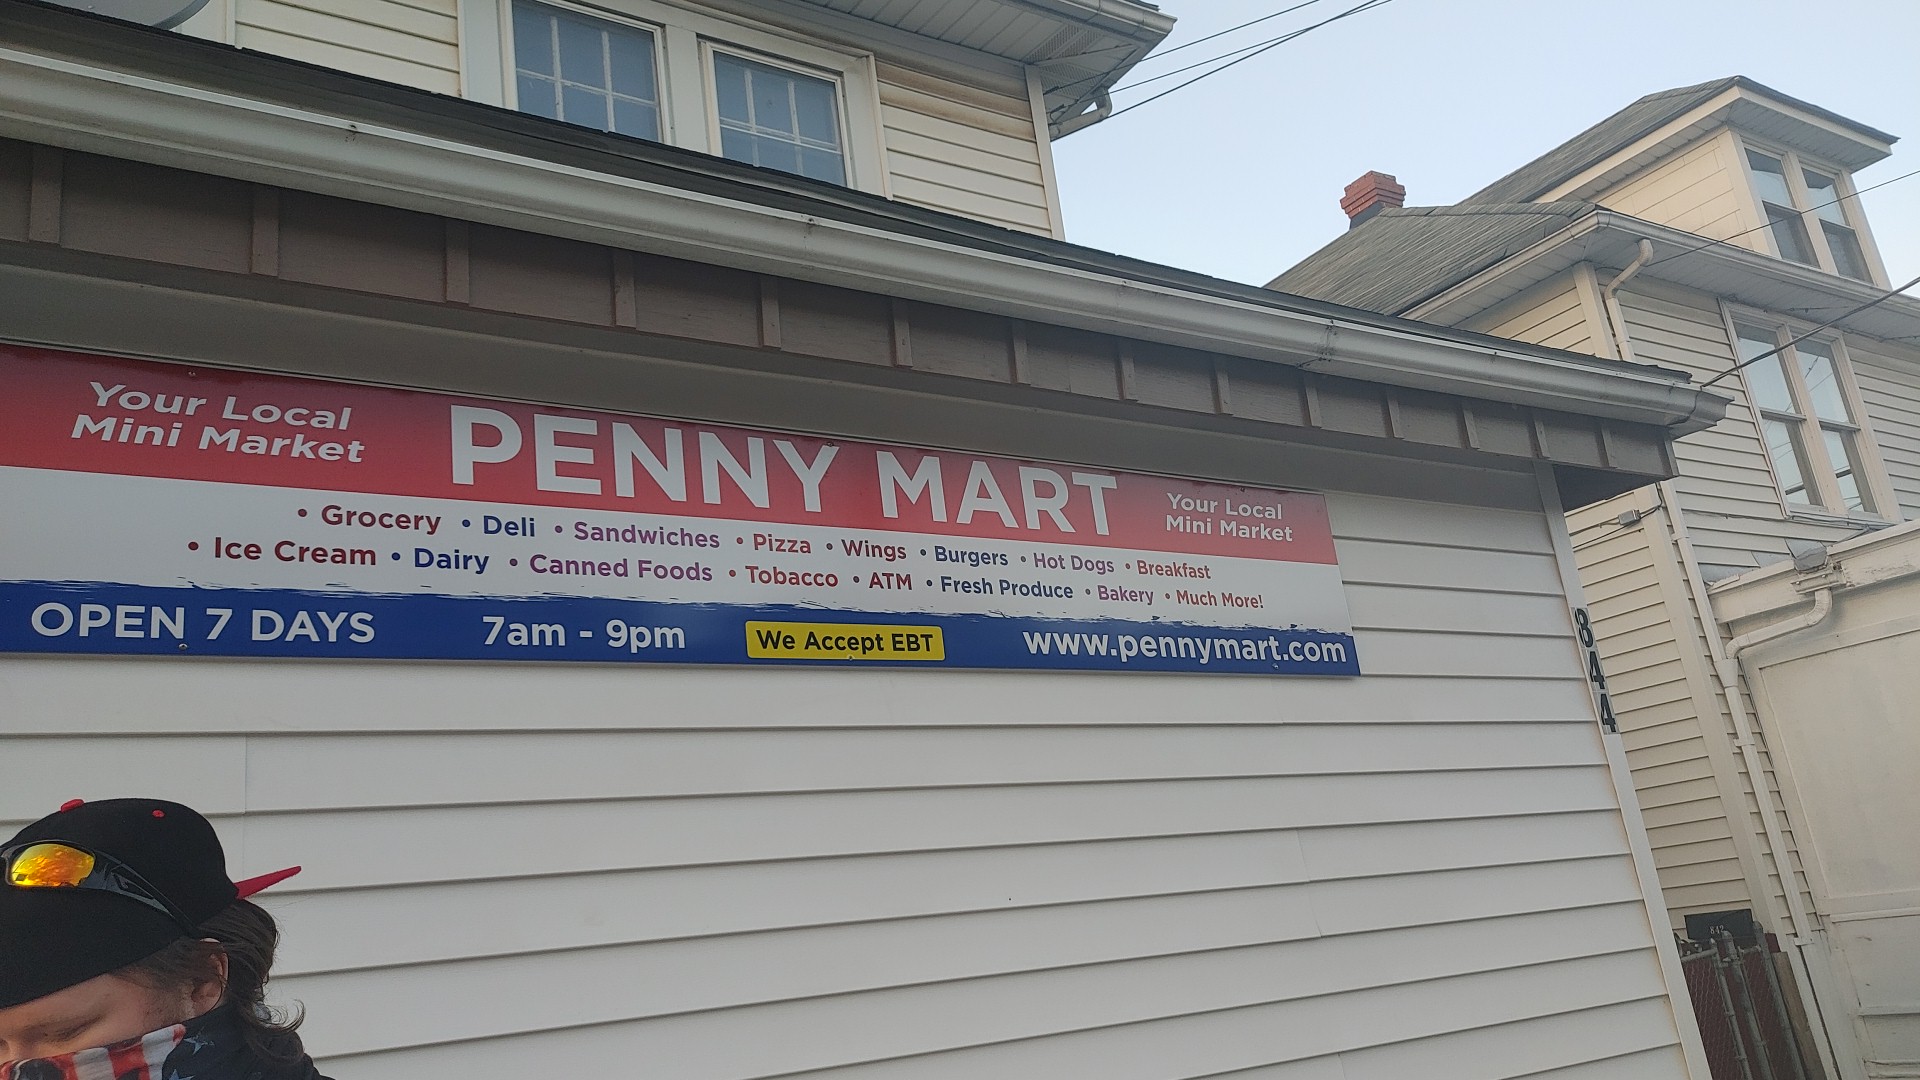 Your Local
Mini Market
PENNY MART
Your Local
Mini Market
• Grocery • Deli • Sandwiches • Pizza • Wings • Burgers • Hot Dogs • Breakfast
• Ice Cream • Dairy • Canned Foods • Tobacco • ATM • Fresh Produce • Bakery • Much More!
OPEN 7 DAYS 7am - 9pm We Accept EBT www.pennymart.com
844
842